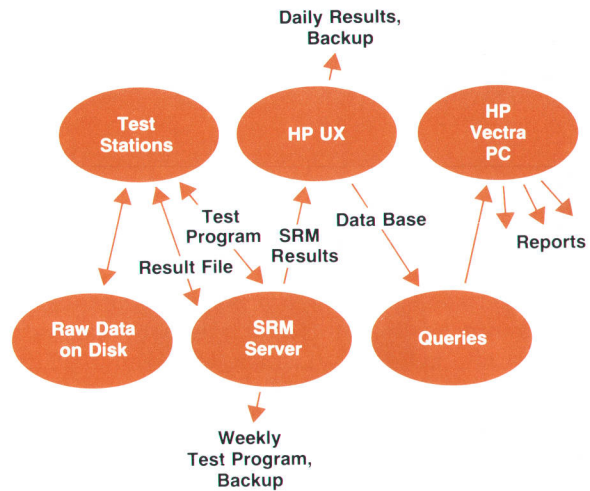 Daily Results,
Backup
Test
Stations
HP UX
HP
Vectra
PC
Test
Program
Result File
SRM
Results
Data Base
Reports
Raw Data
on Disk
SRM
Server
Queries
Weekly
Test Program,
Backup